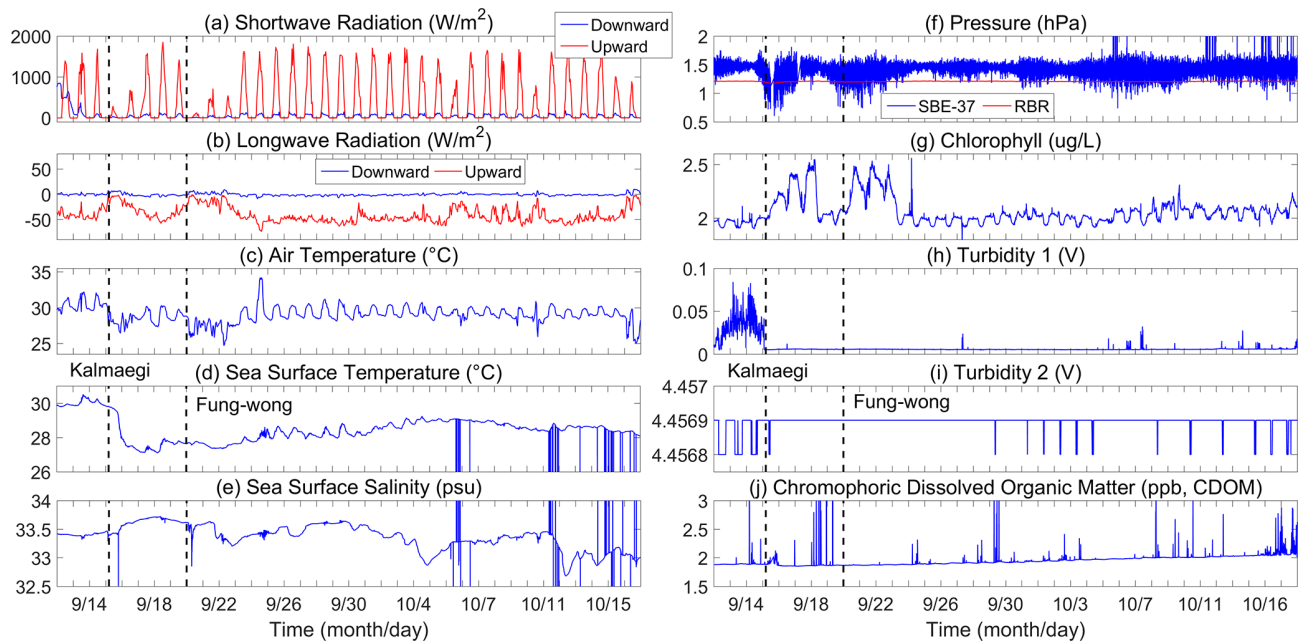 (a) Shortwave Radiation (W/m²)
Downward
Upward
2000
1000
0
(b) Longwave Radiation (W/m²)
Downward
Upward
50
0
-50
(c) Air Temperature (°C)
35
30
25
Kalmaegi
(d) Sea Surface Temperature (°C)
Fung-wong
30
28
26
(e) Sea Surface Salinity (psu)
34
33.5
33
32.5
9/14 9/18 9/22 9/26 9/30 10/4 10/7 10/11 10/15
Time (month/day)
(f) Pressure (hPa)
2
1.5
1
0.5
SBE-37
RBR
(g) Chlorophyll (ug/L)
2.5
2
(h) Turbidity 1 (V)
0.1
0.05
0
Kalmaegi
(i) Turbidity 2 (V)
Fung-wong
4.457
4.4569
4.4568
(j) Chromophoric Dissolved Organic Matter (ppb, CDOM)
3
2.5
2
1.5
9/14 9/18 9/22 9/26 9/30 10/3 10/7 10/11 10/16
Time (month/day)